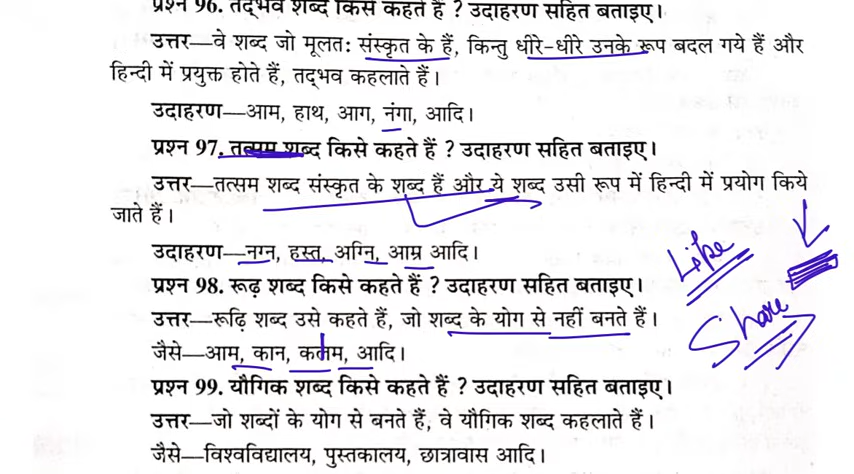 प्रश्न 96. तद्‌भव शब्द किसे कहते हैं ? उदाहरण सहित बताइए।
उत्तर—वे शब्द जो मूलत: संस्कृत के हैं, किन्तु धीरे-धीरे उनके रूप बदल गये हैं और
हिन्दी में प्रयुक्त होते हैं, तद्‌भव कहलाते हैं।
उदाहरण—आम, हाथ, आग, नंगा, आदि।
प्रश्न 97. तत्सम शब्द किसे कहते हैं ? उदाहरण सहित बताइए।
उत्तर—तत्सम शब्द संस्कृत के शब्द हैं और ये शब्द उसी रूप में हिन्दी में प्रयोग किये
जाते हैं।
उदाहरण—नग्न, हस्त, अग्नि, आम्र आदि।
Like
प्रश्न 98. रूढ़ शब्द किसे कहते हैं ? उदाहरण सहित बताइए।
उत्तर—रूढ़ि शब्द उसे कहते हैं, जो शब्द के योग से नहीं बनते हैं।
Share
जैसे—आम, कान, कलम, आदि।
प्रश्न 99. यौगिक शब्द किसे कहते हैं ? उदाहरण सहित बताइए।
उत्तर—जो शब्दों के योग से बनते हैं, वे यौगिक शब्द कहलाते हैं।
जैसे—विश्वविद्यालय, पुस्तकालय, छात्रावास आदि।